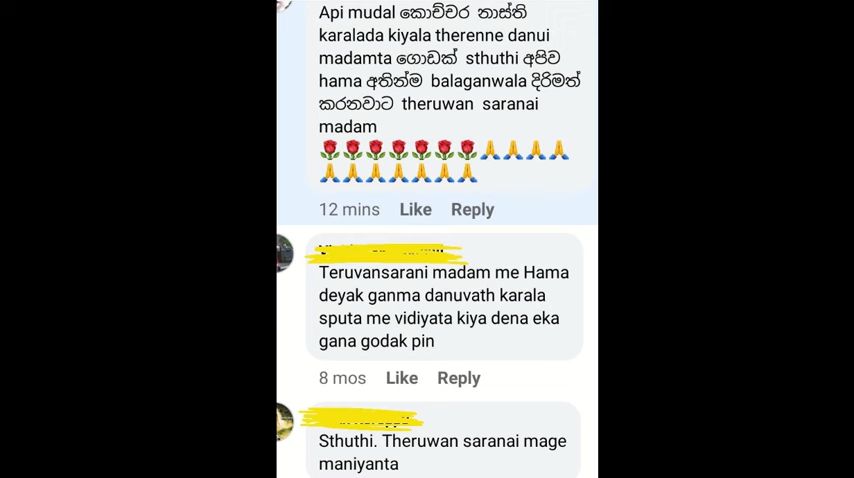 Api mudal කොච්චර නාස්ති
karalada kiyala therenne danui
madamta ගොඩක් sthuthi අපිව
hama අතින්ම balaganwala දිරිමත්
කරනවාට theruwan saranai
madam
🌹🌹🌹🌹🌹🌹🌹🙏🙏🙏🙏
🙏🙏🙏🙏🙏🙏🙏
12 mins Like Reply
Teruvansarani madam me Hama
deyak ganma danuvath karala
sputa me vidiyata kiya dena eka
gana godak pin
8 mos Like Reply
Sthuthi. Theruwan saranai mage
maniyanta